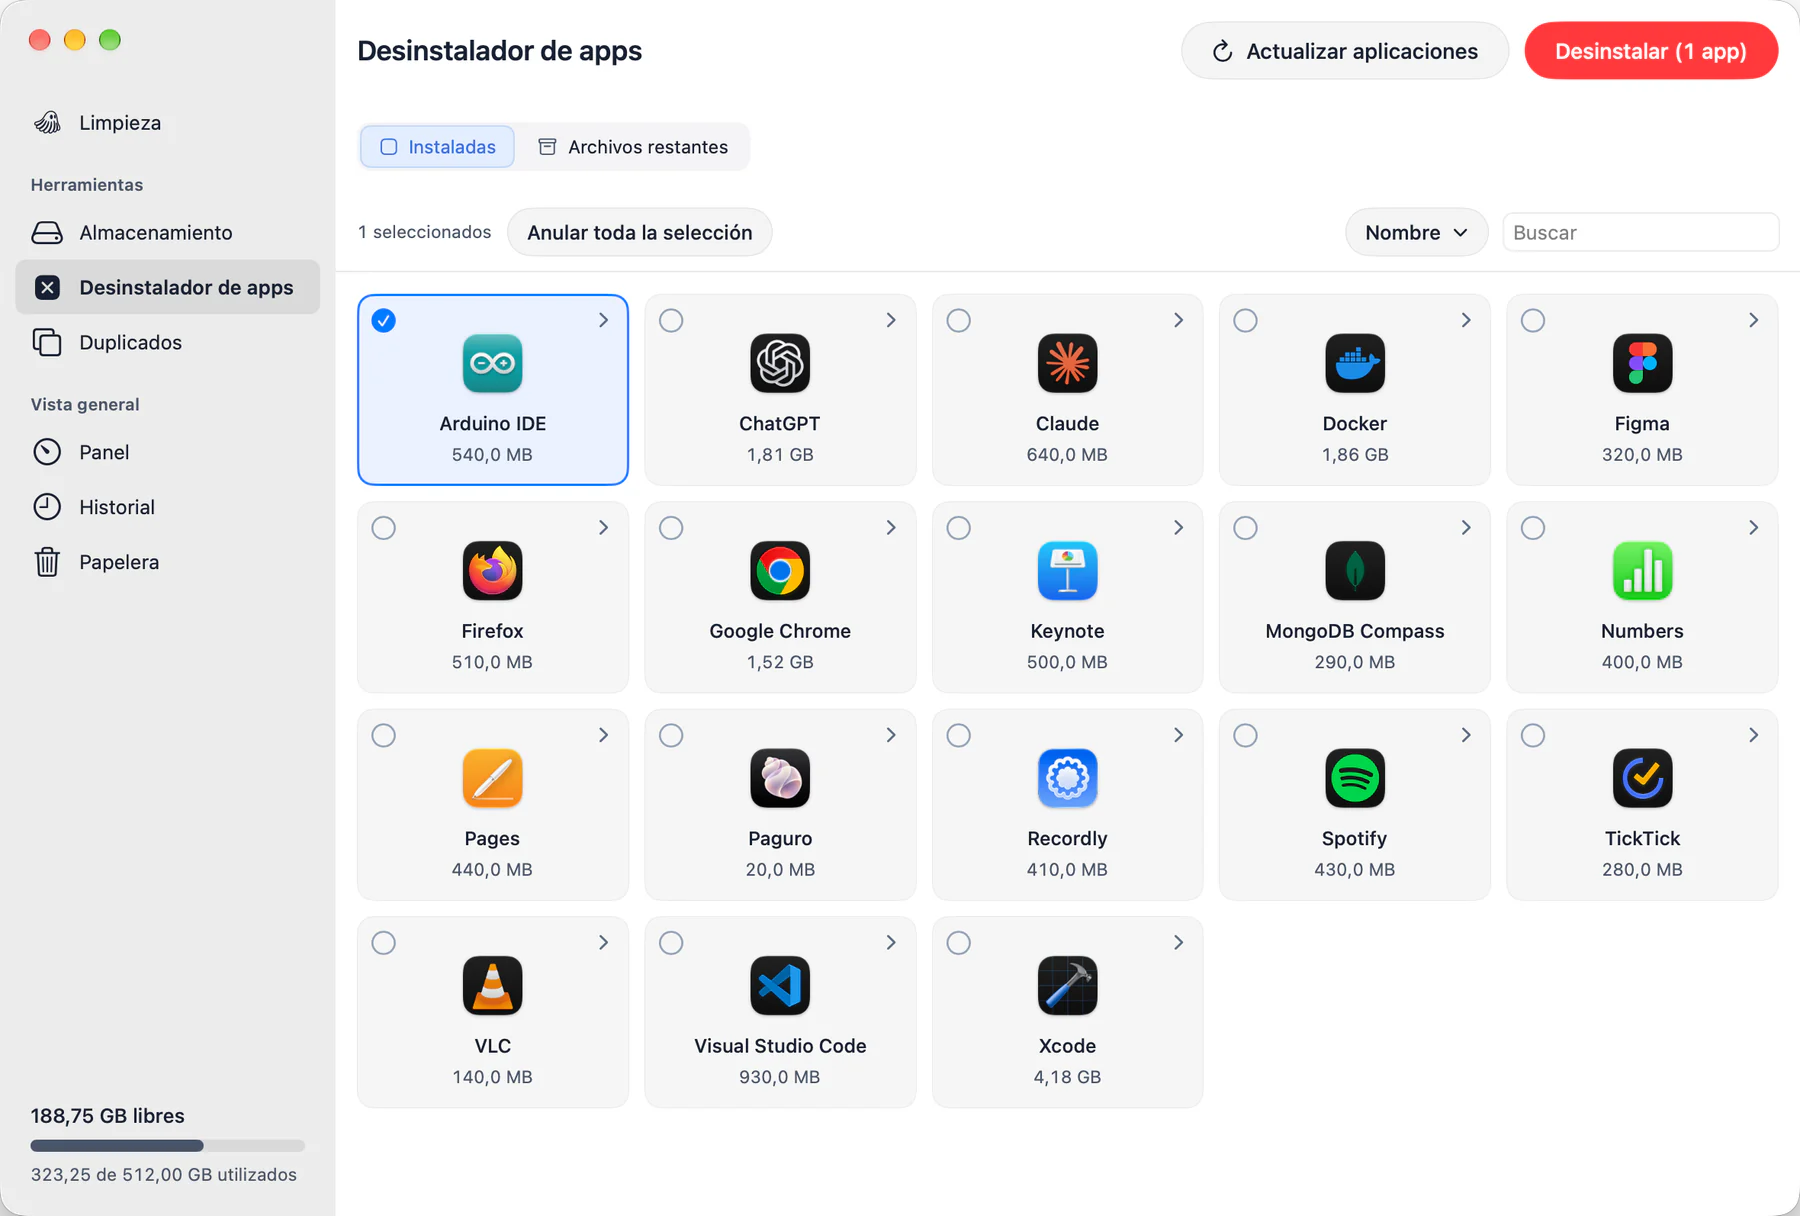 Desinstalador de apps
Actualizar aplicaciones
Desinstalar (1 app)
Limpieza
Herramientas
Almacenamiento
Desinstalador de apps
Duplicados
Vista general
Panel
Historial
Papelera
188,75 GB libres
323,25 de 512,00 GB utilizados
Instaladas
Archivos restantes
1 seleccionados
Anular toda la selección
Nombre
Buscar
Arduino IDE
540,0 MB
ChatGPT
1,81 GB
Claude
640,0 MB
Docker
1,86 GB
Figma
320,0 MB
Firefox
510,0 MB
Google Chrome
1,52 GB
Keynote
500,0 MB
MongoDB Compass
290,0 MB
Numbers
400,0 MB
Pages
440,0 MB
Paguro
20,0 MB
Recordly
410,0 MB
Spotify
430,0 MB
TickTick
280,0 MB
VLC
140,0 MB
Visual Studio Code
930,0 MB
Xcode
4,18 GB